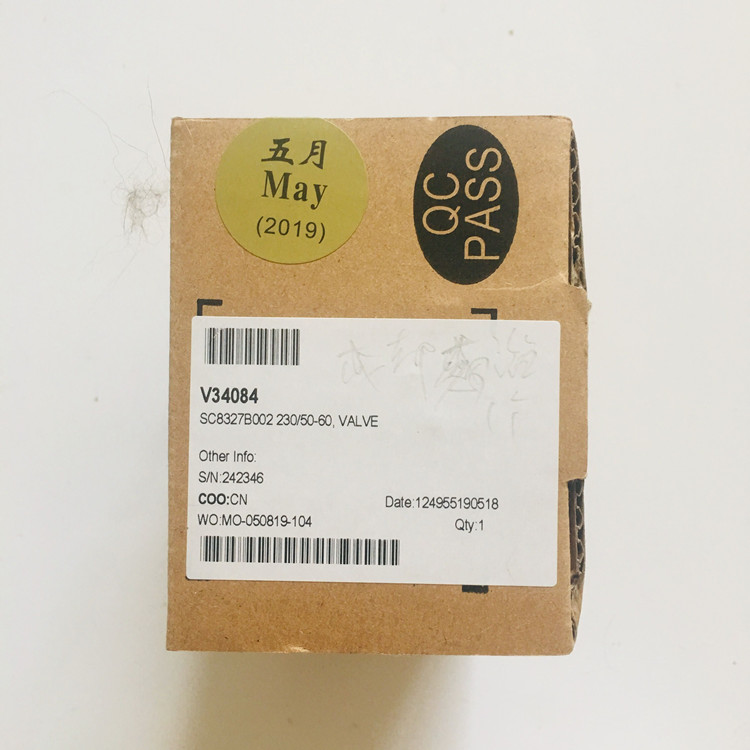 五月
May
(2019)
QC
PASS
V34084
SC8327B002 230/50-60, VALVE
Other Info:
S/N:242346
COO:CN
Date:124955190518
WO:MO-050819-104
Qty:1